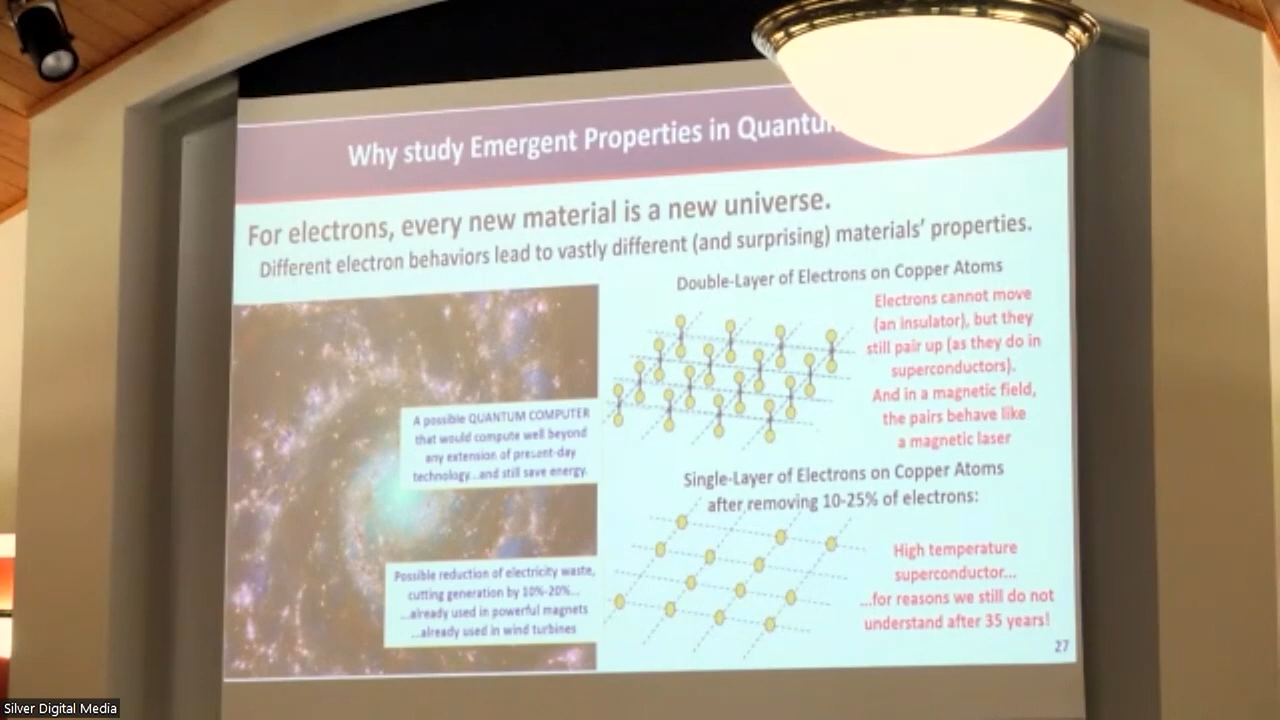 Why study Emergent Properties in Quantum
For electrons, every new material is a new universe.
Different electron behaviors lead to vastly different (and surprising) materials' properties.
A possible QUANTUM COMPUTER
that would compute well beyond
any extension of present-day
technology...and still save energy.
Possible reduction of electricity waste,
cutting generation by 10%-20%...
...already used in powerful magnets
...already used in wind turbines
Double-Layer of Electrons on Copper Atoms
Electrons cannot move
(an insulator), but they
still pair up (as they do in
superconductors).
And in a magnetic field,
the pairs behave like
a magnetic laser
Single-Layer of Electrons on Copper Atoms
after removing 10-25% of electrons:
High temperature
superconductor...
...for reasons we still do not
understand after 35 years!
27
Silver Digital Media